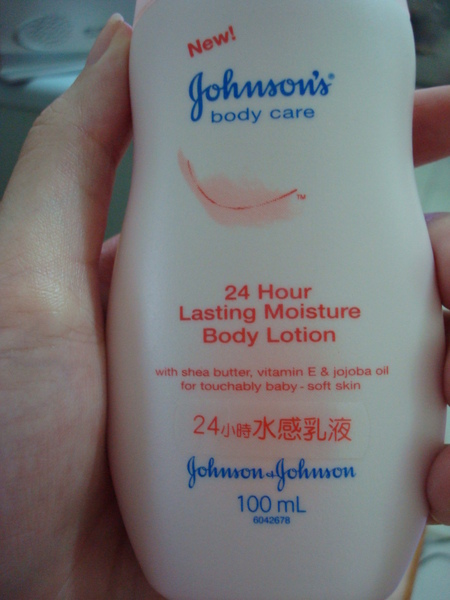 New!
Johnson's®
body care
TM
24 Hour
Lasting Moisture
Body Lotion
with shea butter, vitamin E & jojoba oil
for touchably baby-soft skin
24小時水感乳液
Johnson & Johnson
100 mL
6042678